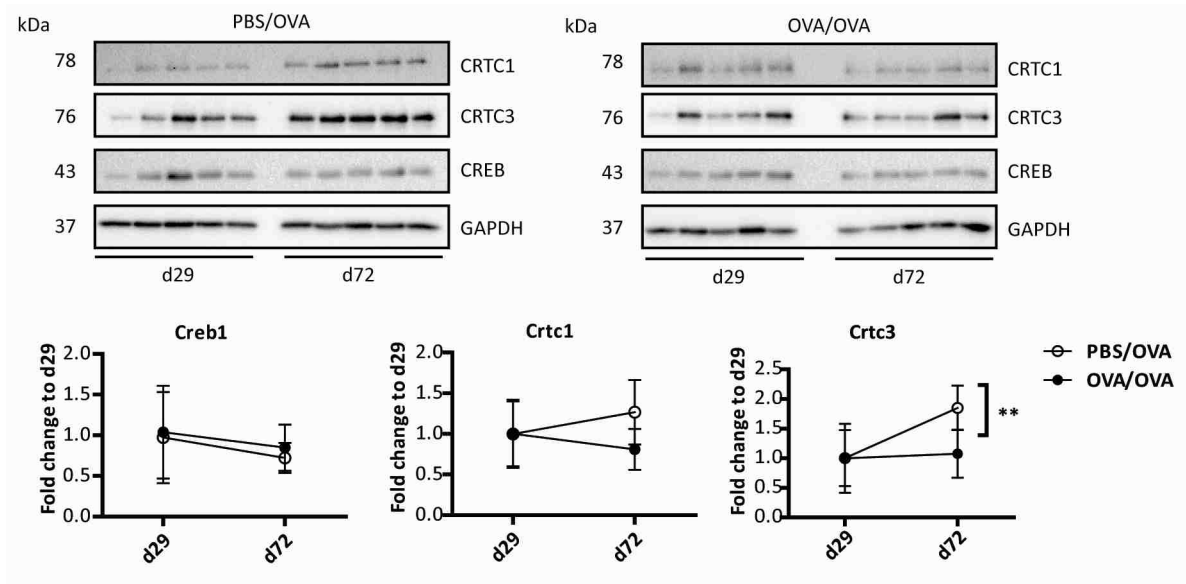 kDa
PBS/OVA
78
CRTC1
76
CRTC3
43
CREB
37
GAPDH
d29
d72
kDa
OVA/OVA
78
CRTC1
76
CRTC3
43
CREB
37
GAPDH
d29
d72
Creb1
Fold change to d29
2.0
1.5
1.0
0.5
0.0
d29
d72
Crtc1
Fold change to d29
2.0
1.5
1.0
0.5
0.0
d29
d72
Crtc3
Fold change to d29
2.5
2.0
1.5
1.0
0.5
0.0
d29
d72
**
PBS/OVA
OVA/OVA